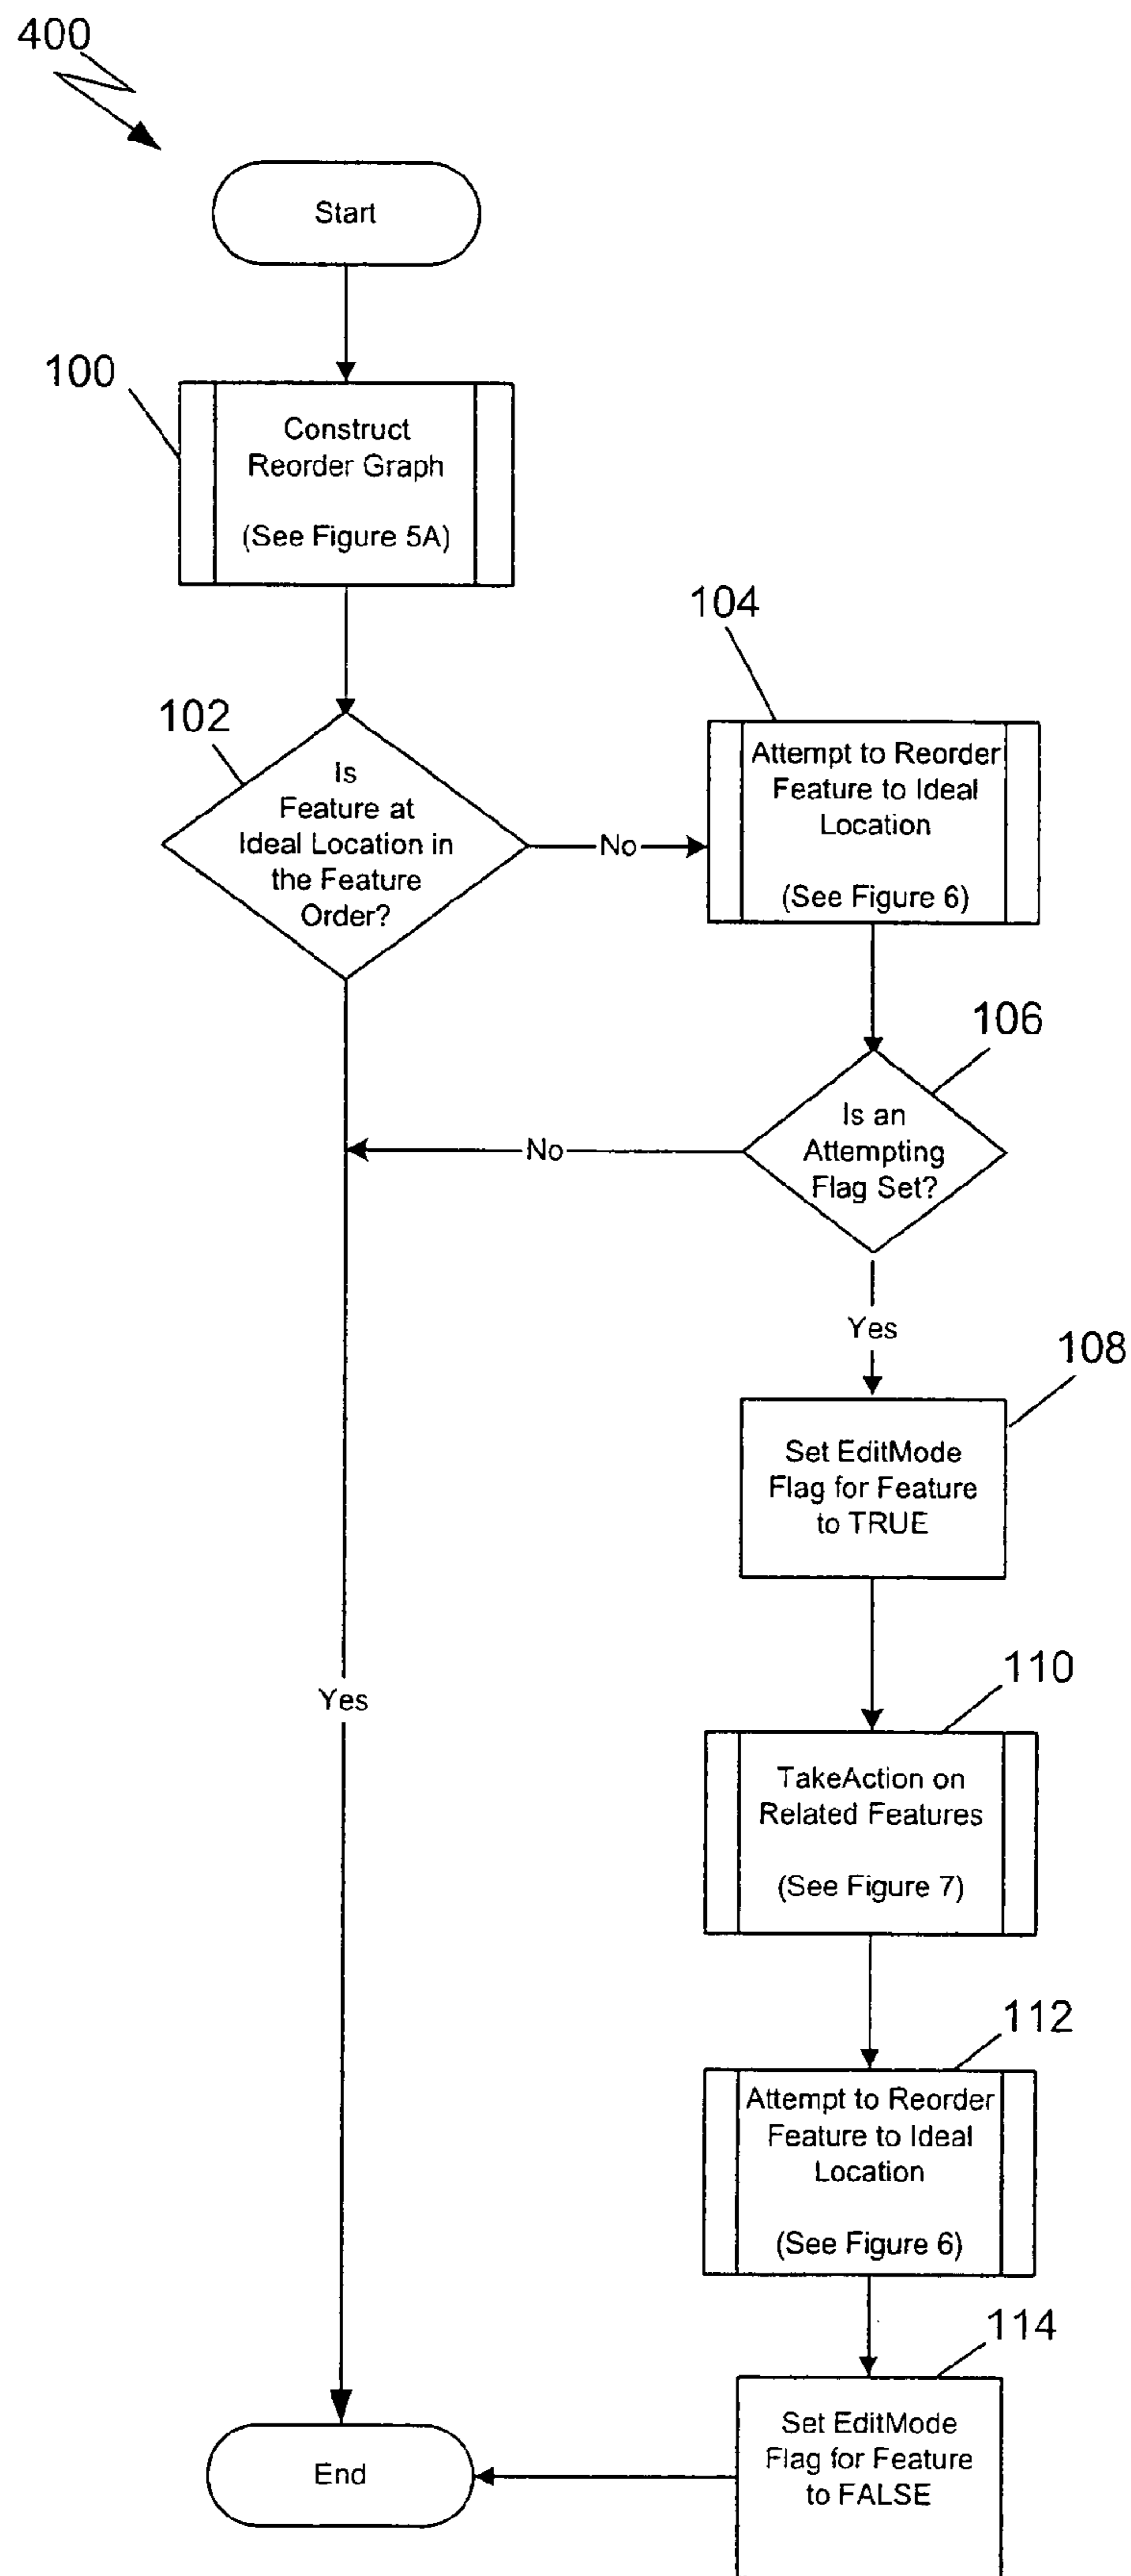 400
Start
100
Construct
Reorder Graph
(See Figure 5A)
102
Is
Feature at
Ideal Location in
the Feature
Order?
No
104
Attempt to Reorder
Feature to Ideal
Location
(See Figure 6)
106
Is an
Attempting
Flag Set?
No
Yes
108
Set EditMode
Flag for Feature
to TRUE
Yes
110
TakeAction on
Related Features
(See Figure 7)
112
Attempt to Reorder
Feature to Ideal
Location
(See Figure 6)
114
Set EditMode
Flag for Feature
to FALSE
End